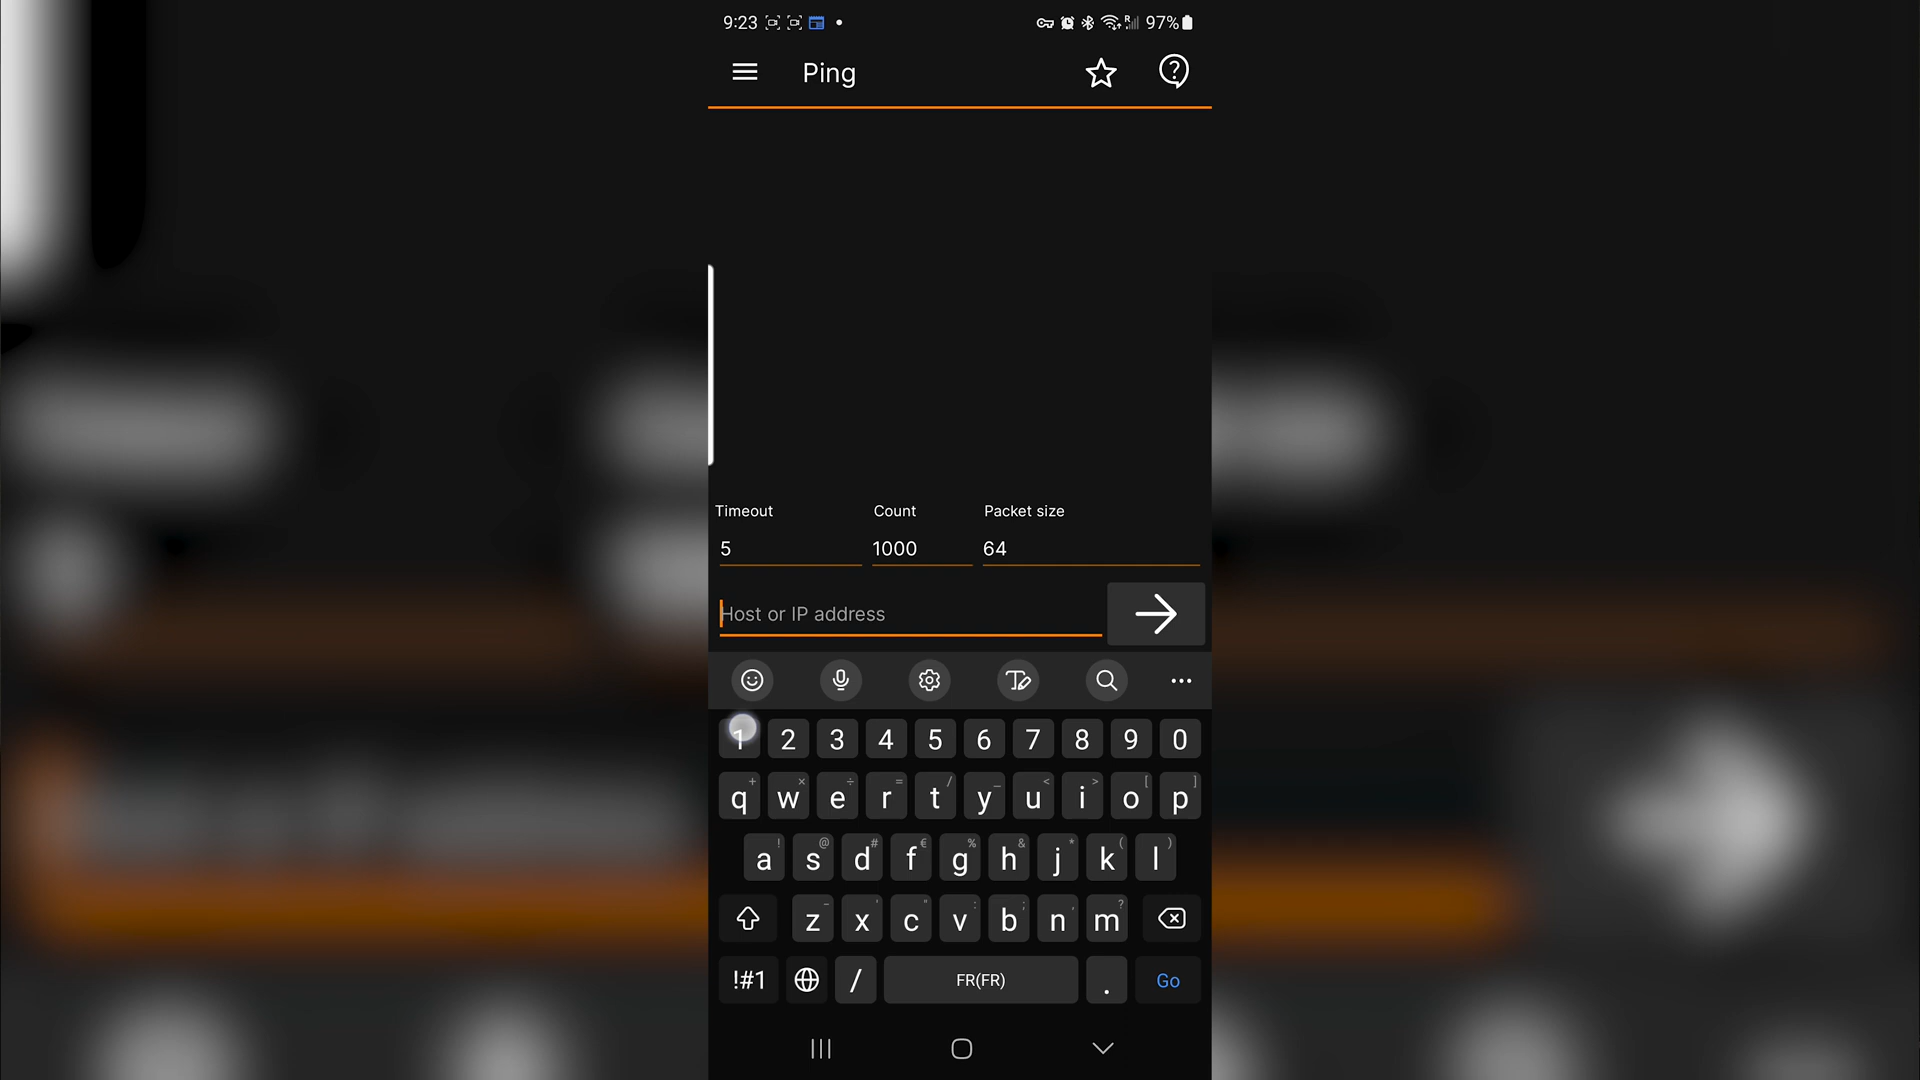 9:23 97%
Ping
Timeout Count Packet size
5 1000 64
Host or IP address
1 2 3 4 5 6 7 8 9 0
q + w × e ÷ r = t / y _ u < i > o [ p ]
a ! s @ d # f € g % h & j * k ( l )
z - x ' c " v : b ; n , m ?
!#1 / FR(FR) . Go